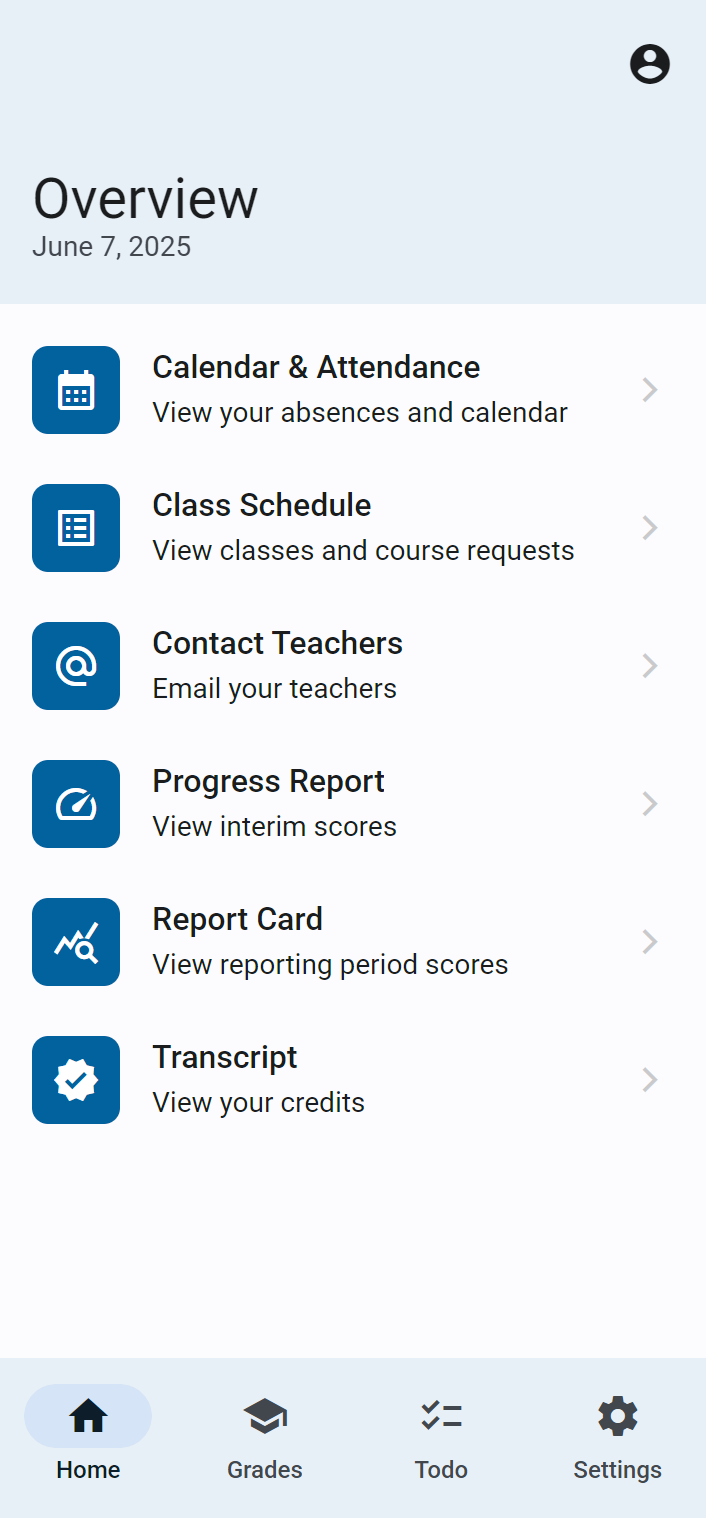 Overview
June 7, 2025
Calendar & Attendance
View your absences and calendar
Class Schedule
View classes and course requests
Contact Teachers
Email your teachers
Progress Report
View interim scores
Report Card
View reporting period scores
Transcript
View your credits
Home
Grades
Todo
Settings